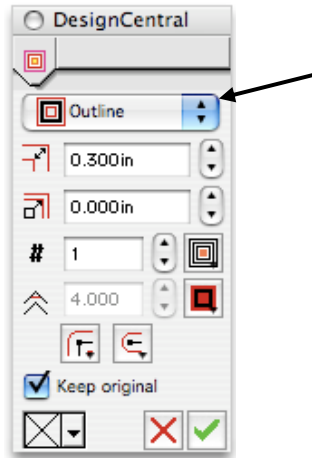 DesignCentral
Outline
0.300in
0.000in
# 1
4.000
Keep original